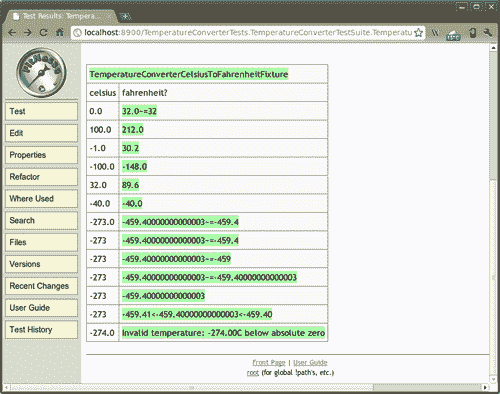 Test Results: Tempera...
localhost:8900/TemperatureConverterTests.TemperatureConverterTestSuite.Temperatu
FitNesse
Test
Edit
Properties
Refactor
Where Used
Search
Files
Versions
Recent Changes
User Guide
Test History
TemperatureConverterCelsiusToFahrenheitFixture
celsius fahrenheit?
0.0 32.0~=32
100.0 212.0
-1.0 30.2
-100.0 -148.0
32.0 89.6
-40.0 -40.0
-273.0 -459.40000000000003~=-459.4
-273 -459.40000000000003~=-459.4
-273 -459.40000000000003~=-459
-273 -459.40000000000003~=-459.40000000000003
-273 -459.40000000000003
-273 -459.41<-459.40000000000003<-459.40
-274.0 Invalid temperature: -274.00C below absolute zero
Front Page | User Guide
root (for global !path's, etc.)